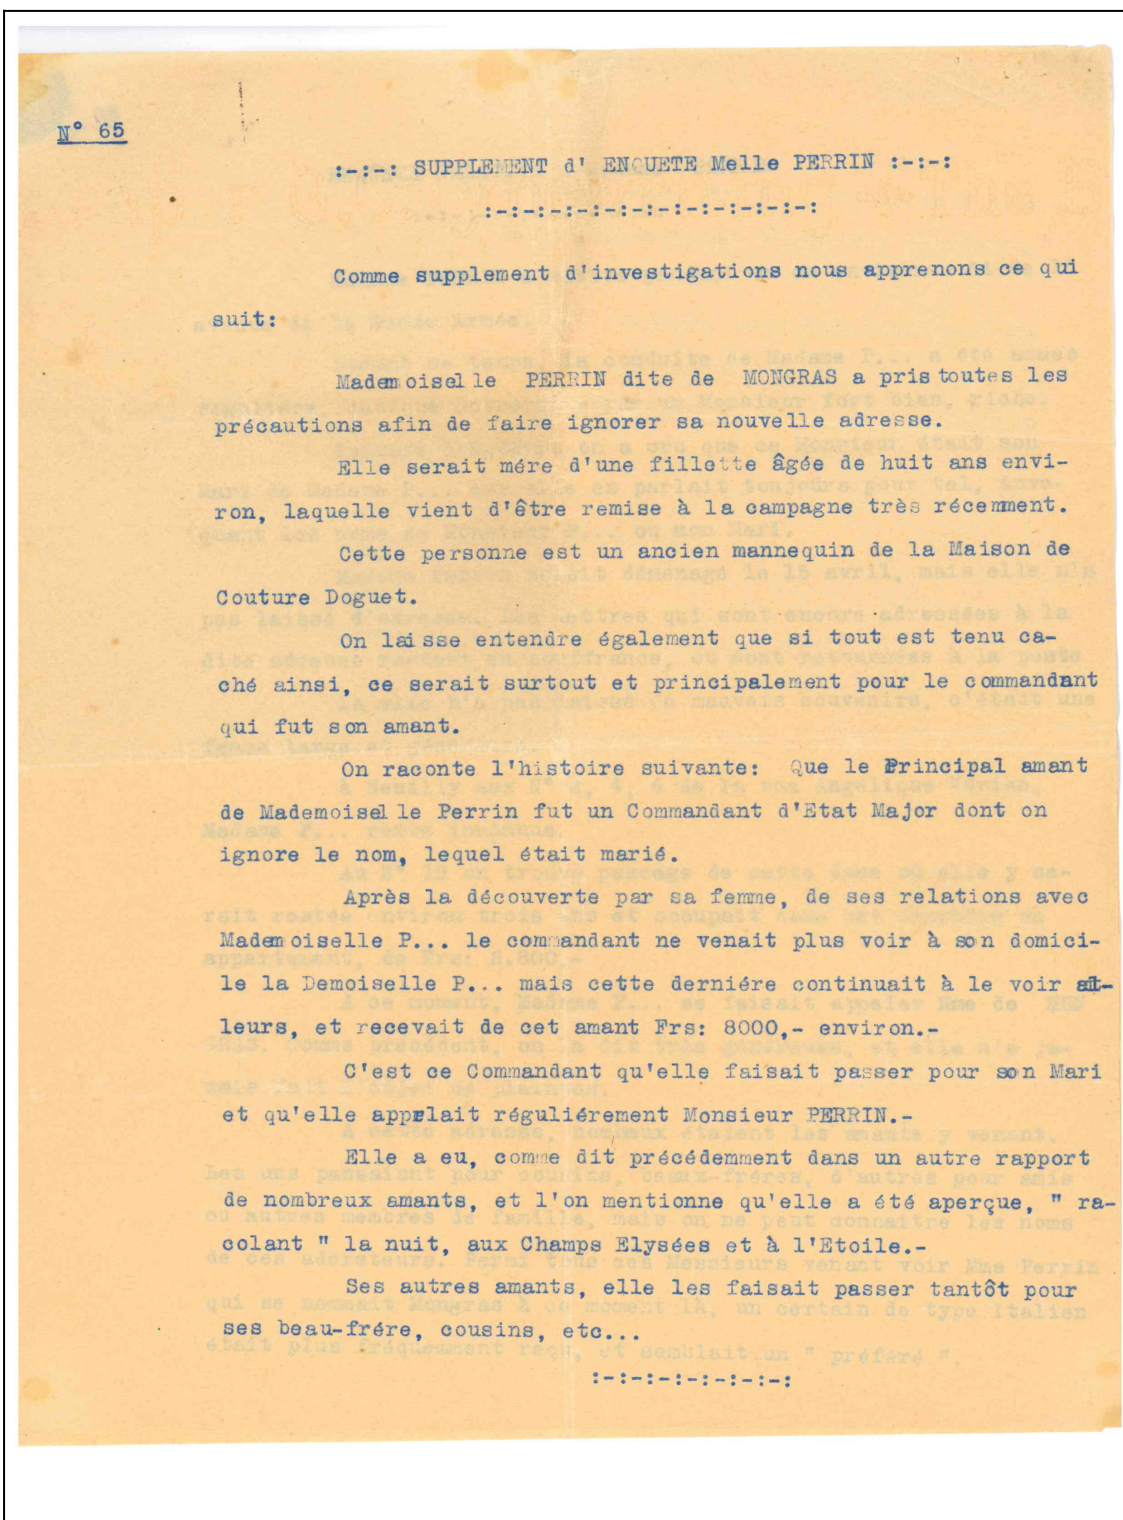 N° 65
:-:-: SUPPLEMENT d' ENQUETE Melle PERRIN :-:-:
:-:-:-:-:-:-:-:-:-:-:-:-:
Comme supplement d'investigations nous apprenons ce qui
suit:
Mademoiselle PERRIN dite de MONGRAS a pris toutes les
précautions afin de faire ignorer sa nouvelle adresse.
Elle serait mére d'une fillette âgée de huit ans envi-
ron, laquelle vient d'être remise à la campagne très récemment.
Cette personne est un ancien mannequin de la Maison de
Couture Doguet.
On laisse entendre également que si tout est tenu ca-
ché ainsi, ce serait surtout et principalement pour le commandant
qui fut son amant.
On raconte l'histoire suivante: Que le Principal amant
de Mademoiselle Perrin fut un Commandant d'Etat Major dont on
ignore le nom, lequel était marié.
Après la découverte par sa femme, de ses relations avec
Mademoiselle P... le commandant ne venait plus voir à son domici-
le la Demoiselle P... mais cette derniére continuait à le voir ail-
leurs, et recevait de cet amant Frs: 8000,- environ.-
C'est ce Commandant qu'elle faisait passer pour son Mari
et qu'elle appelait réguliérement Monsieur PERRIN.-
Elle a eu, comme dit précédemment dans un autre rapport
de nombreux amants, et l'on mentionne qu'elle a été aperçue, " ra-
colant " la nuit, aux Champs Elysées et à l'Etoile.-
Ses autres amants, elle les faisait passer tantôt pour
ses beau-frére, cousins, etc...
:-:-:-:-:-:-:-:-: